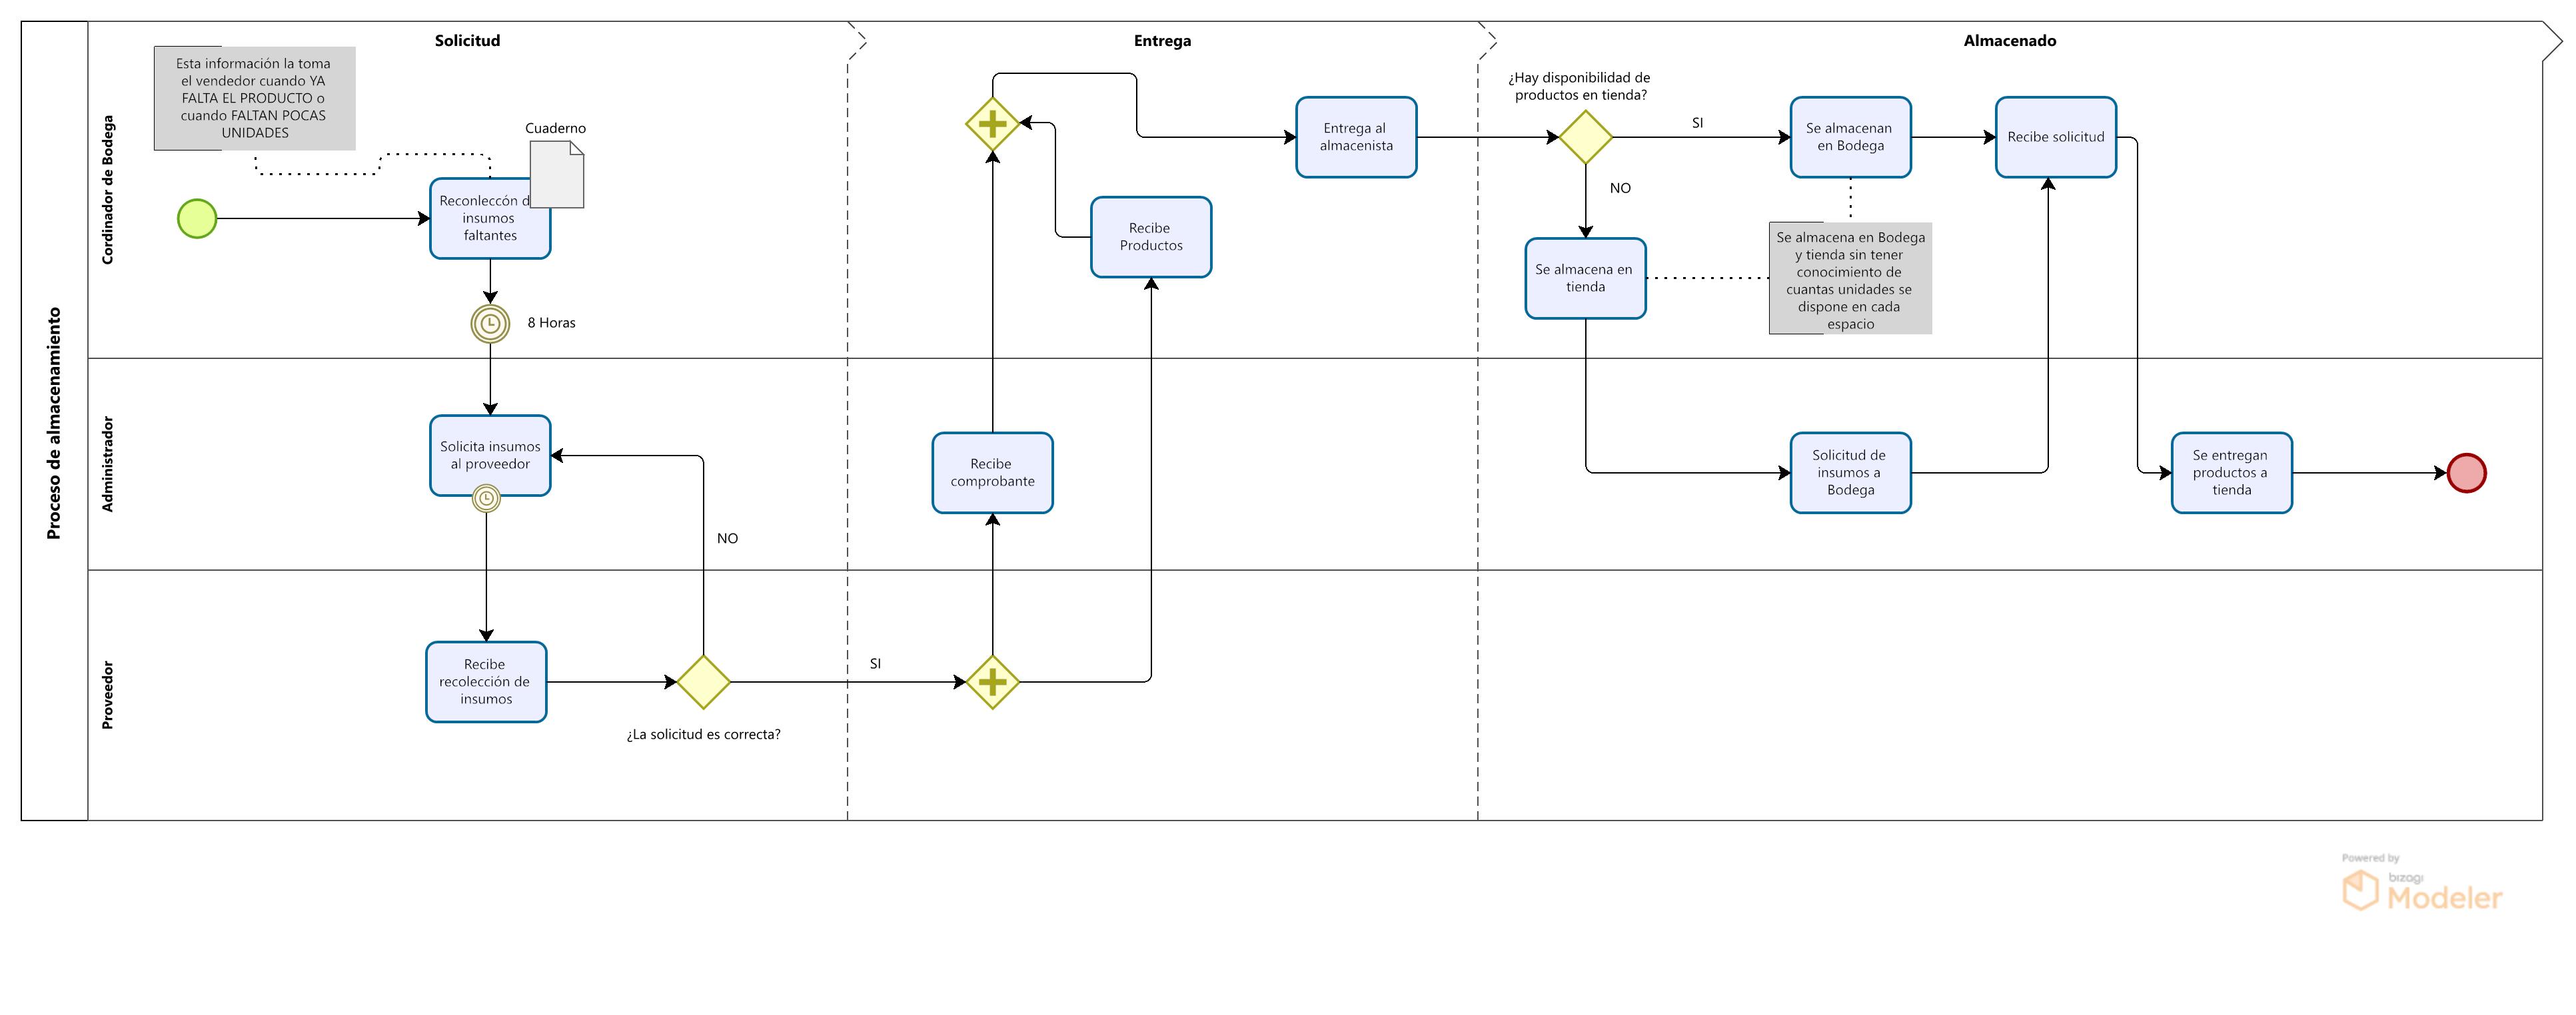 Proceso de almacenamiento
Cordinador de Bodega
Administrador
Proveedor
Solicitud
Entrega
Almacenado
Esta información la toma
el vendedor cuando YA
FALTA EL PRODUCTO o
cuando FALTAN POCAS
UNIDADES
Cuaderno
Reconleccón d
insumos
faltantes
8 Horas
Solicita insumos
al proveedor
NO
Recibe
recolección de
insumos
¿La solicitud es correcta?
SI
Recibe
comprobante
Recibe
Productos
Entrega al
almacenista
¿Hay disponibilidad de
productos en tienda?
SI
NO
Se almacenan
en Bodega
Recibe solicitud
Se almacena en
tienda
Se almacena en Bodega
y tienda sin tener
conocimiento de
cuantas unidades se
dispone en cada
espacio
Solicitud de
insumos a
Bodega
Se entregan
productos a
tienda
Powered by
bizagi
Modeler